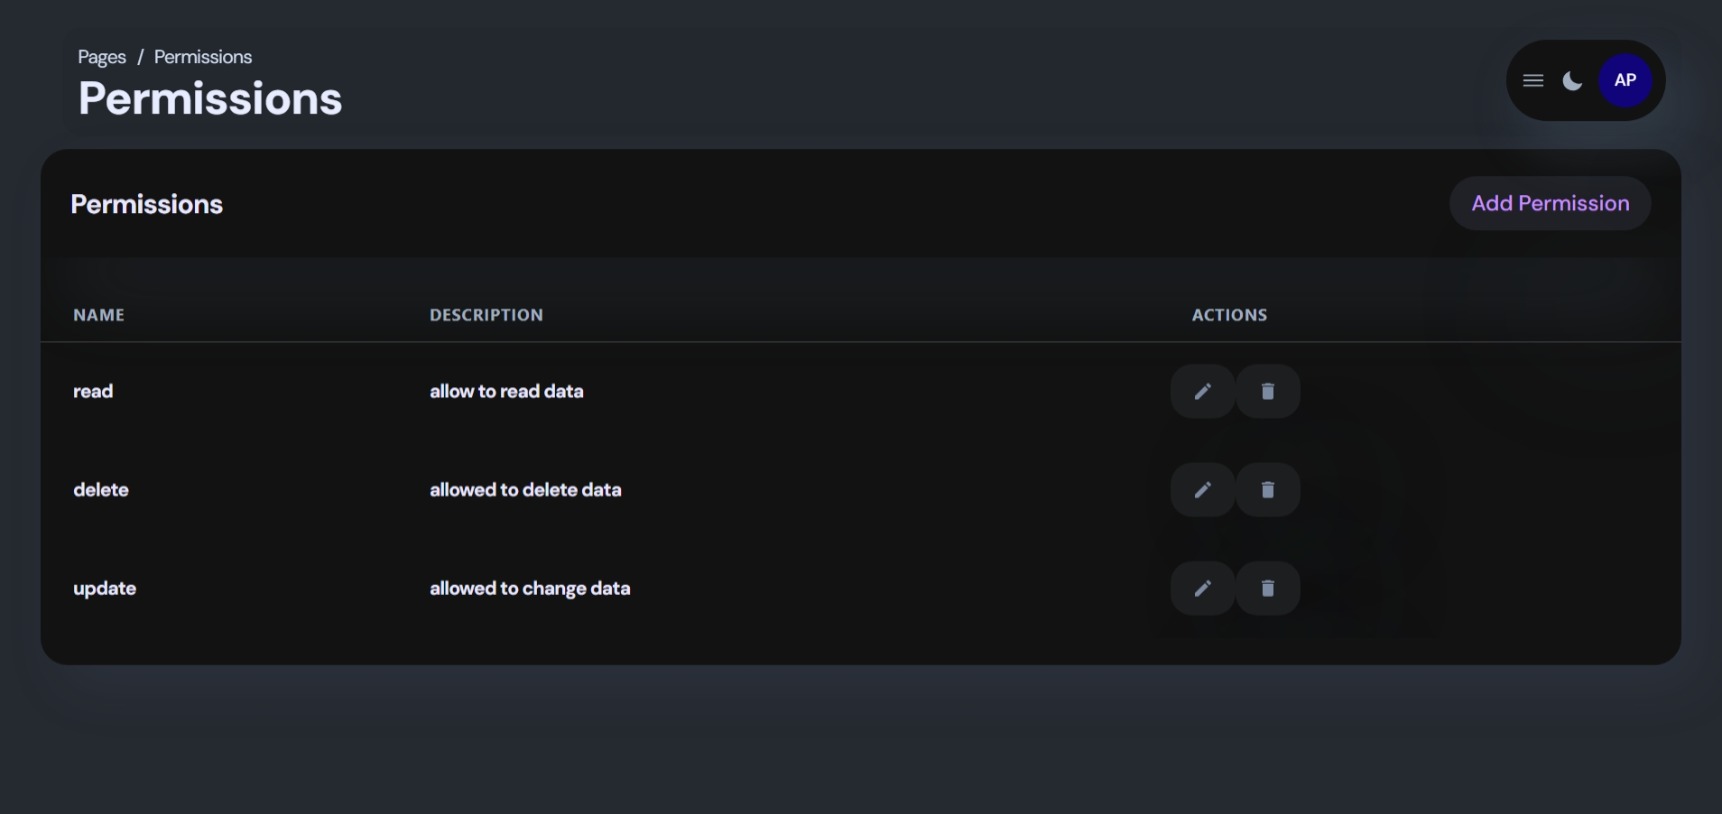 Pages / Permissions
Permissions
AP
Permissions
Add Permission
NAME DESCRIPTION ACTIONS
read allow to read data
delete allowed to delete data
update allowed to change data